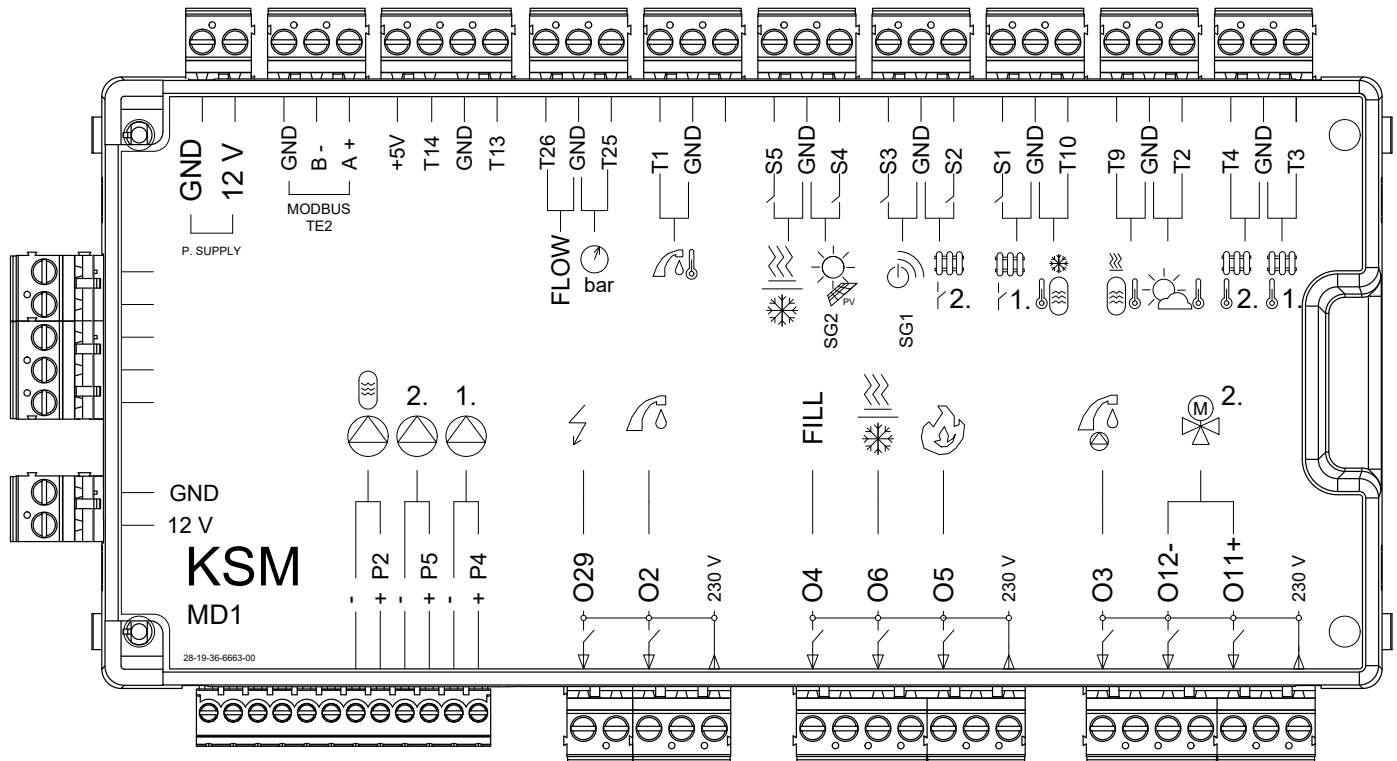 GND
12 V
P. SUPPLY
GND
B -
A +
MODBUS
TE2
+5V
T14
GND
T13
T26
GND
T25
FLOW
bar
T1
GND
S5
GND
S4
SG2
PV
S3
GND
S2
SG1
2.
S1
GND
T10
1.
T9
GND
T2
T4
GND
T3
2.
1.
2.
1.
FILL
M
2.
GND
12 V
KSM
MD1
28-19-36-6663-00
-
+ P2
-
+ P5
-
+ P4
O29
O2
230 V
O4
O6
O5
230 V
O3
O12-
O11+
230 V